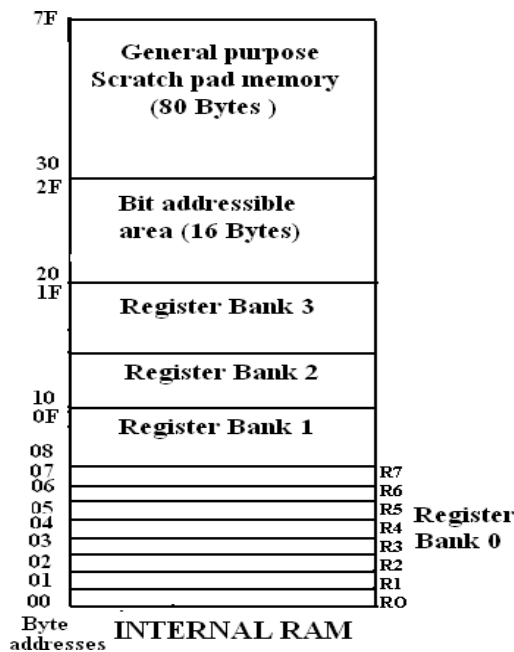 7F
General purpose
Scratch pad memory
(80 Bytes )
30
2F
Bit addressible
area (16 Bytes)
20
1F
Register Bank 3
Register Bank 2
10
0F
Register Bank 1
08
07
R7
06
R6
05
R5
04
R4
03
R3
02
R2
01
R1
00
RO
Register
Bank 0
Byte
addresses
INTERNAL RAM